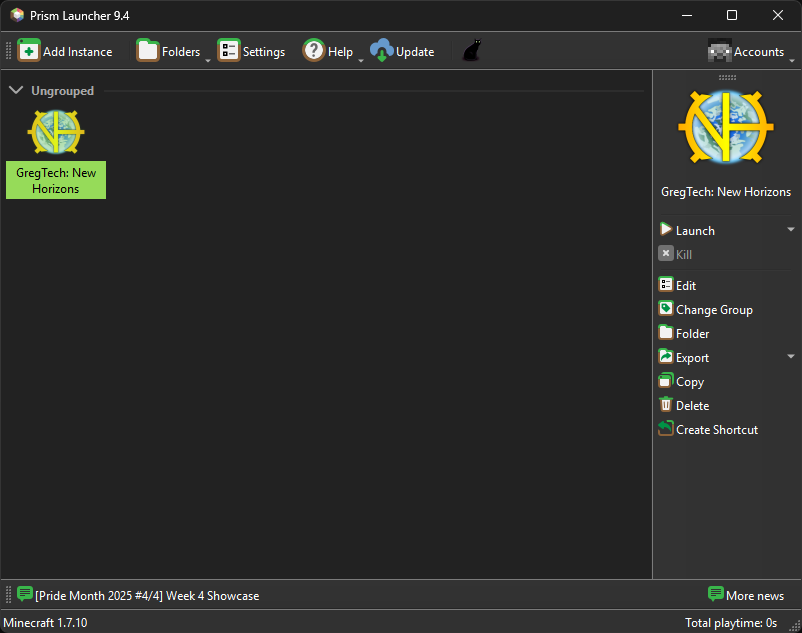 Prism Launcher 9.4
Add Instance Folders Settings Help Update Accounts
Ungrouped
GregTech: New
Horizons
GregTech: New Horizons
Launch
Kill
Edit
Change Group
Folder
Export
Copy
Delete
Create Shortcut
[Pride Month 2025 #4/4] Week 4 Showcase More news
Minecraft 1.7.10 Total playtime: 0s